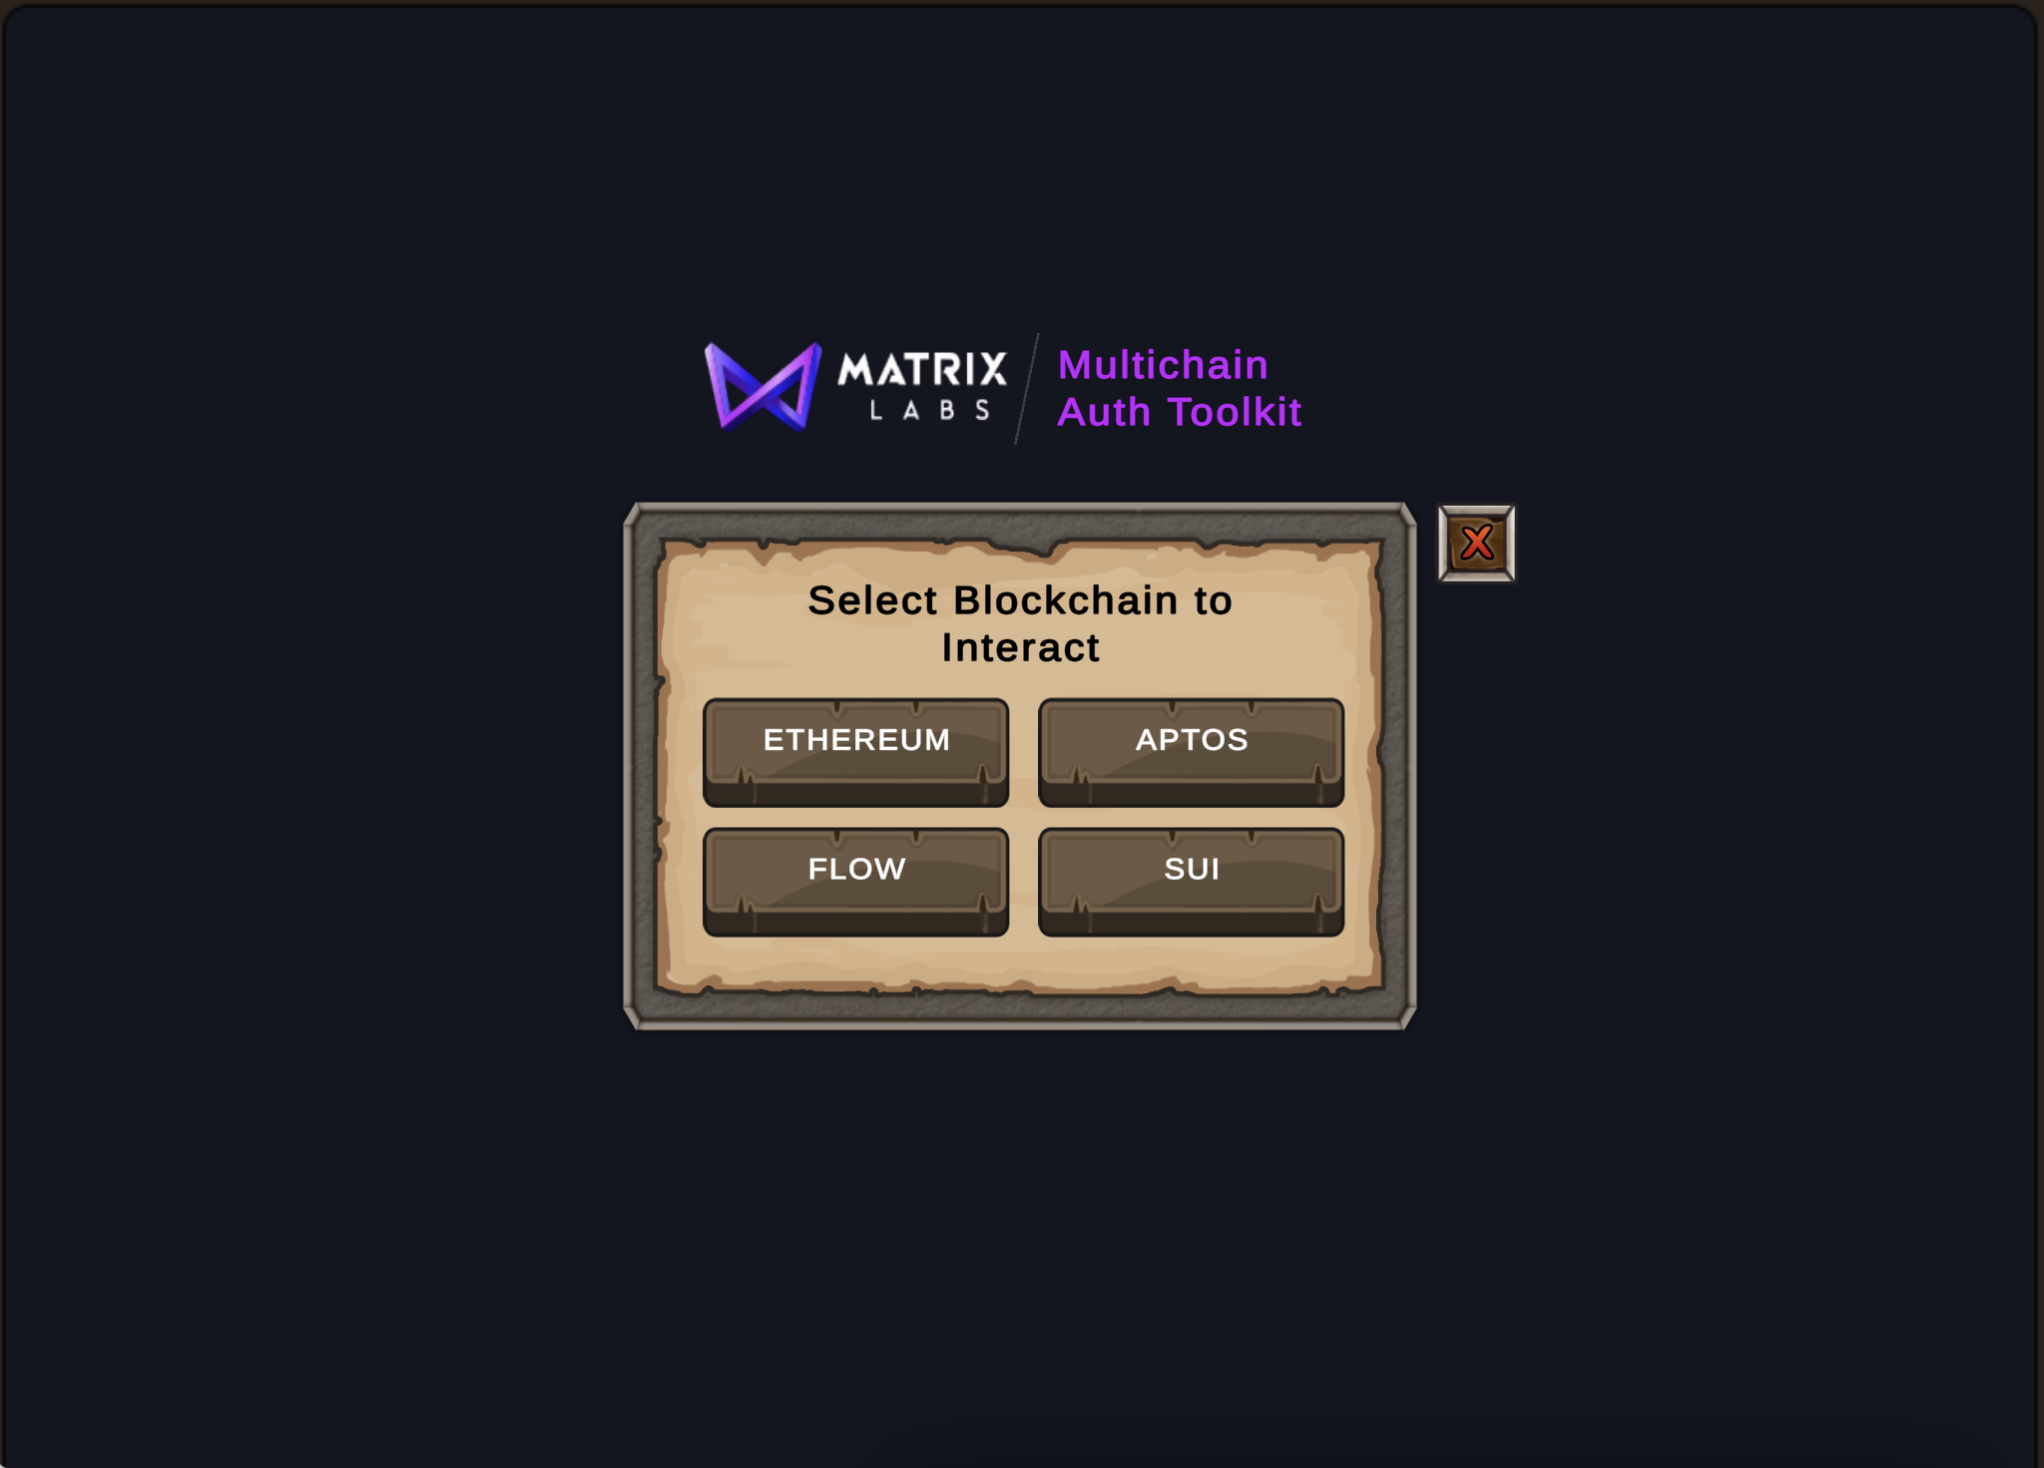 MATRIX
LABS
Multichain
Auth Toolkit
Select Blockchain to
Interact
ETHEREUM
APTOS
FLOW
SUI